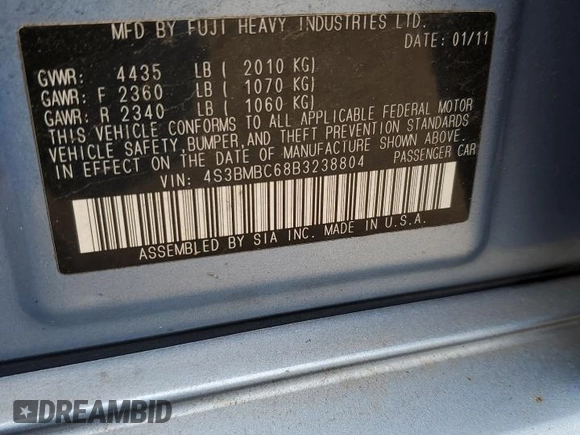 MFD BY FUJI HEAVY INDUSTRIES LTD.
DATE: 01/11
GVWR: 4435 LB ( 2010 KG)
GAWR: F 2360 LB ( 1070 KG)
GAWR: R 2340 LB ( 1060 KG)
THIS VEHICLE CONFORMS TO ALL APPLICABLE FEDERAL MOTOR
VEHICLE SAFETY, BUMPER, AND THEFT PREVENTION STANDARDS
IN EFFECT ON THE DATE OF MANUFACTURE SHOWN ABOVE.
VIN: 4S3BMBC68B3238804 PASSENGER CAR
ASSEMBLED BY SIA INC. MADE IN U.S.A.
DREAMBID